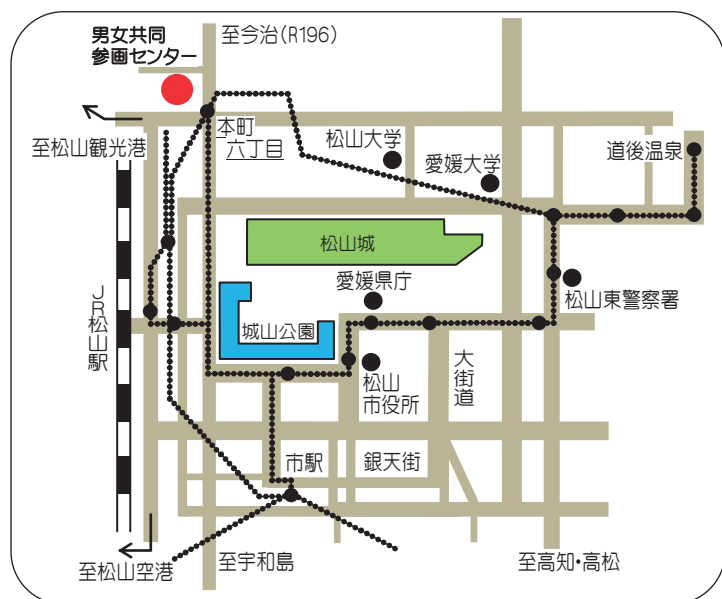 男女共同
参画センター
至今治(R196)
至松山観光港
本町
六丁目
松山大学
愛媛大学
道後温泉
松山城
愛媛県庁
松山東警察署
城山公園
JR松山駅
松山
市役所
大街道
市駅
銀天街
至松山空港
至宇和島
至高知・高松